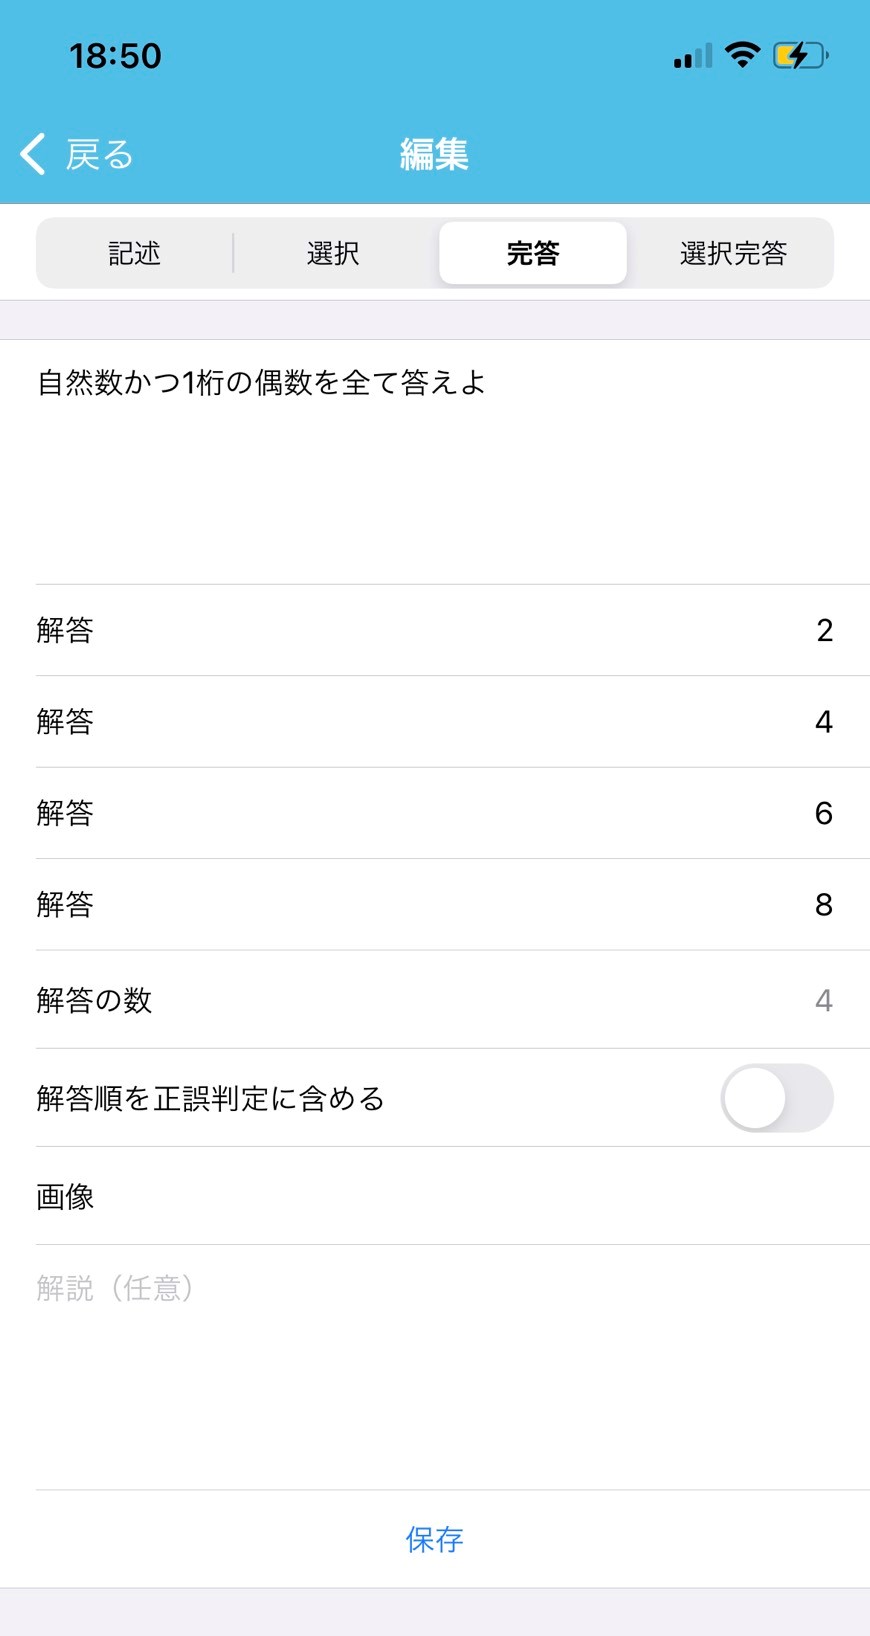 18:50
戻る
編集
記述
選択
完答
選択完答
自然数かつ1桁の偶数を全て答えよ
解答 2
解答 4
解答 6
解答 8
解答の数 4
解答順を正誤判定に含める
画像
解説（任意）
保存